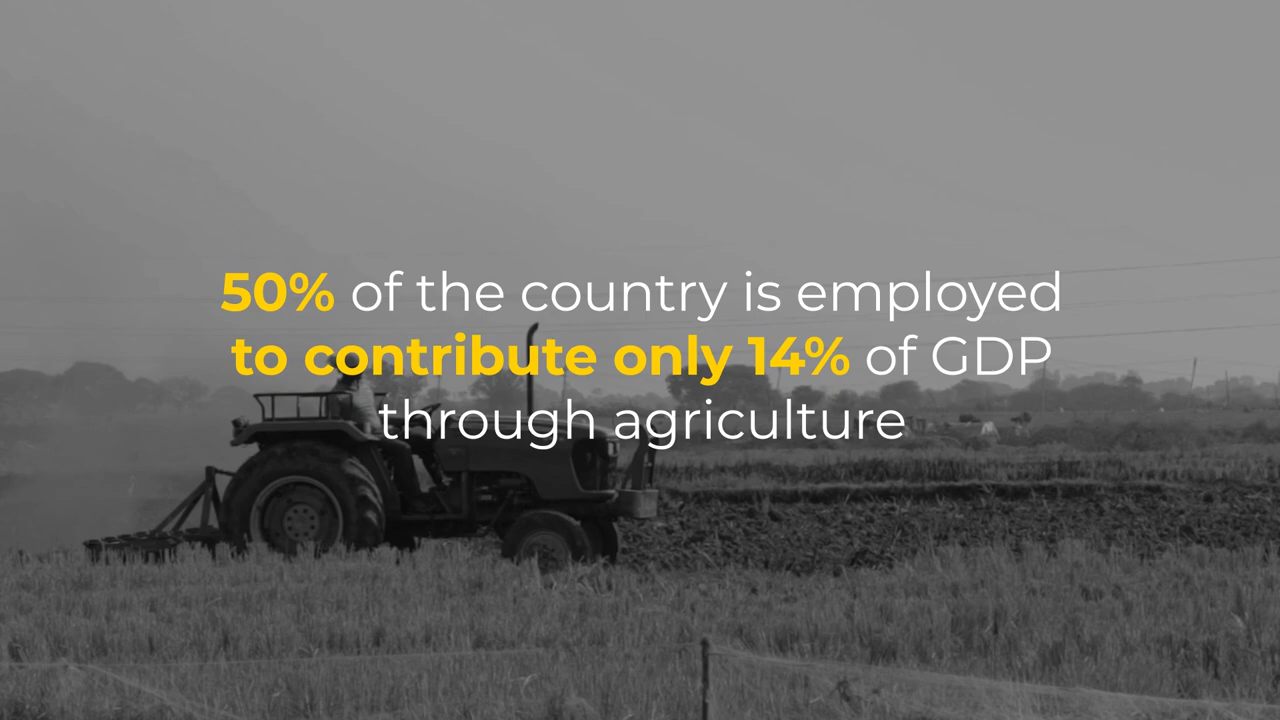 50% of the country is employed
to contribute only 14% of GDP
through agriculture